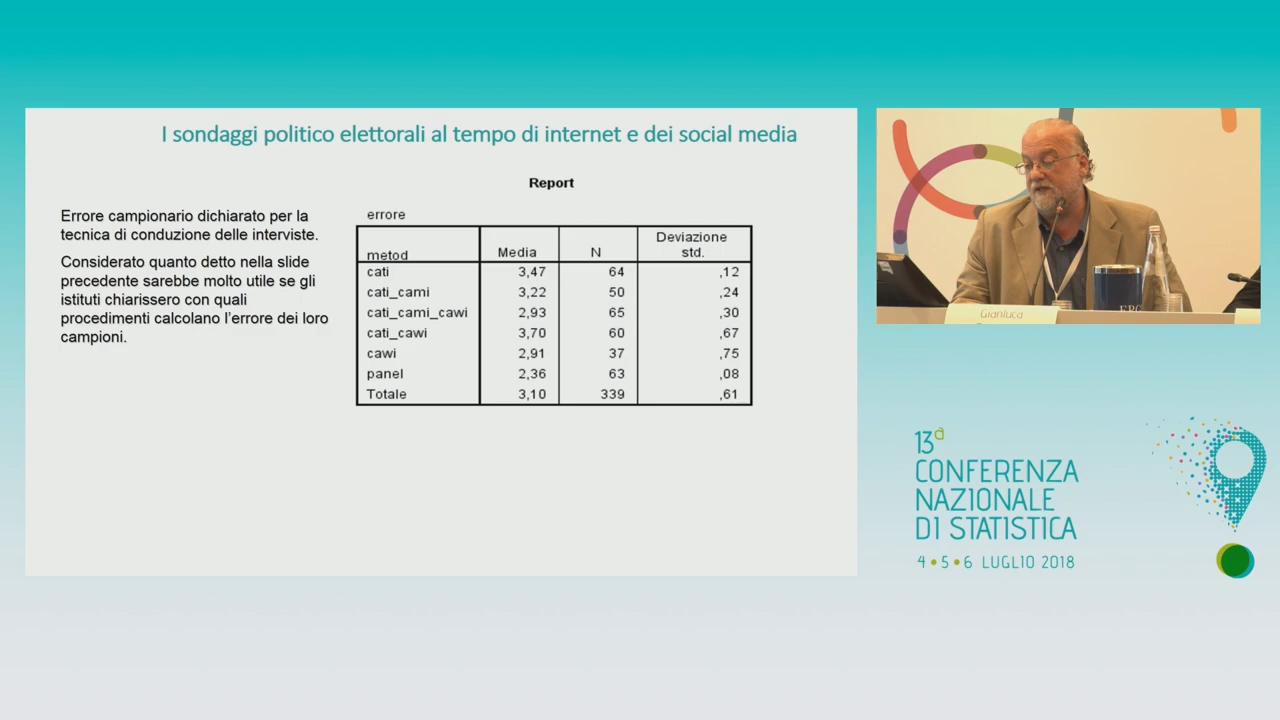 I sondaggi politico elettorali al tempo di internet e dei social media
Errore campionario dichiarato per la
tecnica di conduzione delle interviste.
Considerato quanto detto nella slide
precedente sarebbe molto utile se gli
istituti chiarissero con quali
procedimenti calcolano l'errore dei loro
campioni.
Report
errore
metod Media N Deviazione std.
cati 3,47 64 ,12
cati_cami 3,22 50 ,24
cati_cami_cawi 2,93 65 ,30
cati_cawi 3,70 60 ,67
cawi 2,91 37 ,75
panel 2,36 63 ,08
Totale 3,10 339 ,61
Gianluca
13a
CONFERENZA
NAZIONALE
DI STATISTICA
4 • 5 • 6 LUGLIO 2018